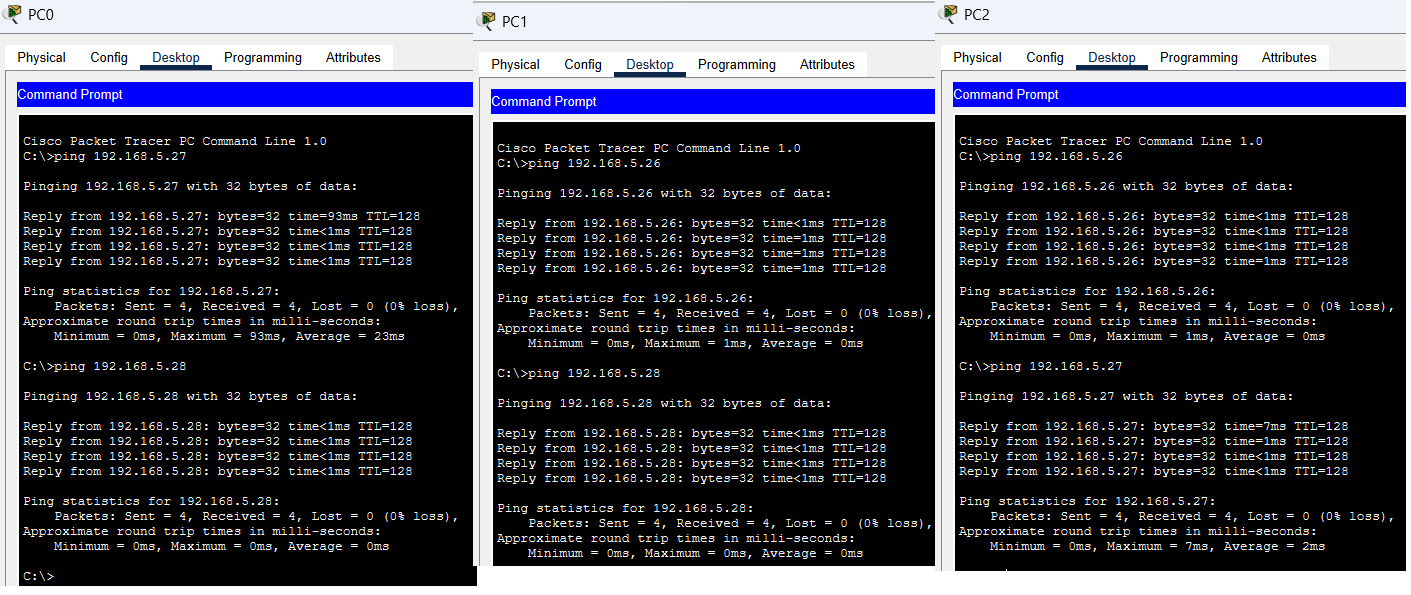 PC0
Physical Config Desktop Programming Attributes
Command Prompt
Cisco Packet Tracer PC Command Line 1.0
C:\>ping 192.168.5.27
Pinging 192.168.5.27 with 32 bytes of data:
Reply from 192.168.5.27: bytes=32 time=93ms TTL=128
Reply from 192.168.5.27: bytes=32 time<1ms TTL=128
Reply from 192.168.5.27: bytes=32 time<1ms TTL=128
Reply from 192.168.5.27: bytes=32 time<1ms TTL=128
Ping statistics for 192.168.5.27:
Packets: Sent = 4, Received = 4, Lost = 0 (0% loss),
Approximate round trip times in milli-seconds:
Minimum = 0ms, Maximum = 93ms, Average = 23ms
C:\>ping 192.168.5.28
Pinging 192.168.5.28 with 32 bytes of data:
Reply from 192.168.5.28: bytes=32 time<1ms TTL=128
Reply from 192.168.5.28: bytes=32 time<1ms TTL=128
Reply from 192.168.5.28: bytes=32 time<1ms TTL=128
Reply from 192.168.5.28: bytes=32 time<1ms TTL=128
Ping statistics for 192.168.5.28:
Packets: Sent = 4, Received = 4, Lost = 0 (0% loss),
Approximate round trip times in milli-seconds:
Minimum = 0ms, Maximum = 0ms, Average = 0ms
C:\>
PC1
Physical Config Desktop Programming Attributes
Command Prompt
Cisco Packet Tracer PC Command Line 1.0
C:\>ping 192.168.5.26
Pinging 192.168.5.26 with 32 bytes of data:
Reply from 192.168.5.26: bytes=32 time<1ms TTL=128
Reply from 192.168.5.26: bytes=32 time=1ms TTL=128
Reply from 192.168.5.26: bytes=32 time=1ms TTL=128
Reply from 192.168.5.26: bytes=32 time=1ms TTL=128
Ping statistics for 192.168.5.26:
Packets: Sent = 4, Received = 4, Lost = 0 (0% loss),
Approximate round trip times in milli-seconds:
Minimum = 0ms, Maximum = 1ms, Average = 0ms
C:\>ping 192.168.5.28
Pinging 192.168.5.28 with 32 bytes of data:
Reply from 192.168.5.28: bytes=32 time<1ms TTL=128
Reply from 192.168.5.28: bytes=32 time<1ms TTL=128
Reply from 192.168.5.28: bytes=32 time<1ms TTL=128
Reply from 192.168.5.28: bytes=32 time<1ms TTL=128
Ping statistics for 192.168.5.28:
Packets: Sent = 4, Received = 4, Lost = 0 (0% loss),
Approximate round trip times in milli-seconds:
Minimum = 0ms, Maximum = 0ms, Average = 0ms
PC2
Physical Config Desktop Programming Attributes
Command Prompt
Cisco Packet Tracer PC Command Line 1.0
C:\>ping 192.168.5.26
Pinging 192.168.5.26 with 32 bytes of data:
Reply from 192.168.5.26: bytes=32 time<1ms TTL=128
Reply from 192.168.5.26: bytes=32 time<1ms TTL=128
Reply from 192.168.5.26: bytes=32 time=1ms TTL=128
Reply from 192.168.5.26: bytes=32 time=1ms TTL=128
Ping statistics for 192.168.5.26:
Packets: Sent = 4, Received = 4, Lost = 0 (0% loss),
Approximate round trip times in milli-seconds:
Minimum = 0ms, Maximum = 1ms, Average = 0ms
C:\>ping 192.168.5.27
Pinging 192.168.5.27 with 32 bytes of data:
Reply from 192.168.5.27: bytes=32 time=7ms TTL=128
Reply from 192.168.5.27: bytes=32 time=1ms TTL=128
Reply from 192.168.5.27: bytes=32 time<1ms TTL=128
Reply from 192.168.5.27: bytes=32 time<1ms TTL=128
Ping statistics for 192.168.5.27:
Packets: Sent = 4, Received = 4, Lost = 0 (0% loss),
Approximate round trip times in milli-seconds:
Minimum = 0ms, Maximum = 7ms, Average = 2ms